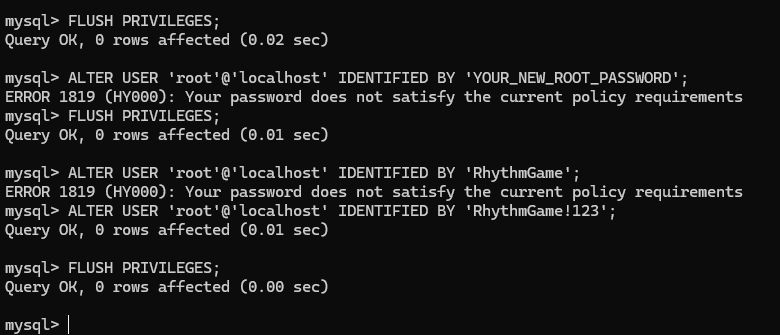 mysql> FLUSH PRIVILEGES;
Query OK, 0 rows affected (0.02 sec)
mysql> ALTER USER 'root'@'localhost' IDENTIFIED BY 'YOUR_NEW_ROOT_PASSWORD';
ERROR 1819 (HY000): Your password does not satisfy the current policy requirements
mysql> FLUSH PRIVILEGES;
Query OK, 0 rows affected (0.01 sec)
mysql> ALTER USER 'root'@'localhost' IDENTIFIED BY 'RhythmGame';
ERROR 1819 (HY000): Your password does not satisfy the current policy requirements
mysql> ALTER USER 'root'@'localhost' IDENTIFIED BY 'RhythmGame!123';
Query OK, 0 rows affected (0.01 sec)
mysql> FLUSH PRIVILEGES;
Query OK, 0 rows affected (0.00 sec)
mysql>